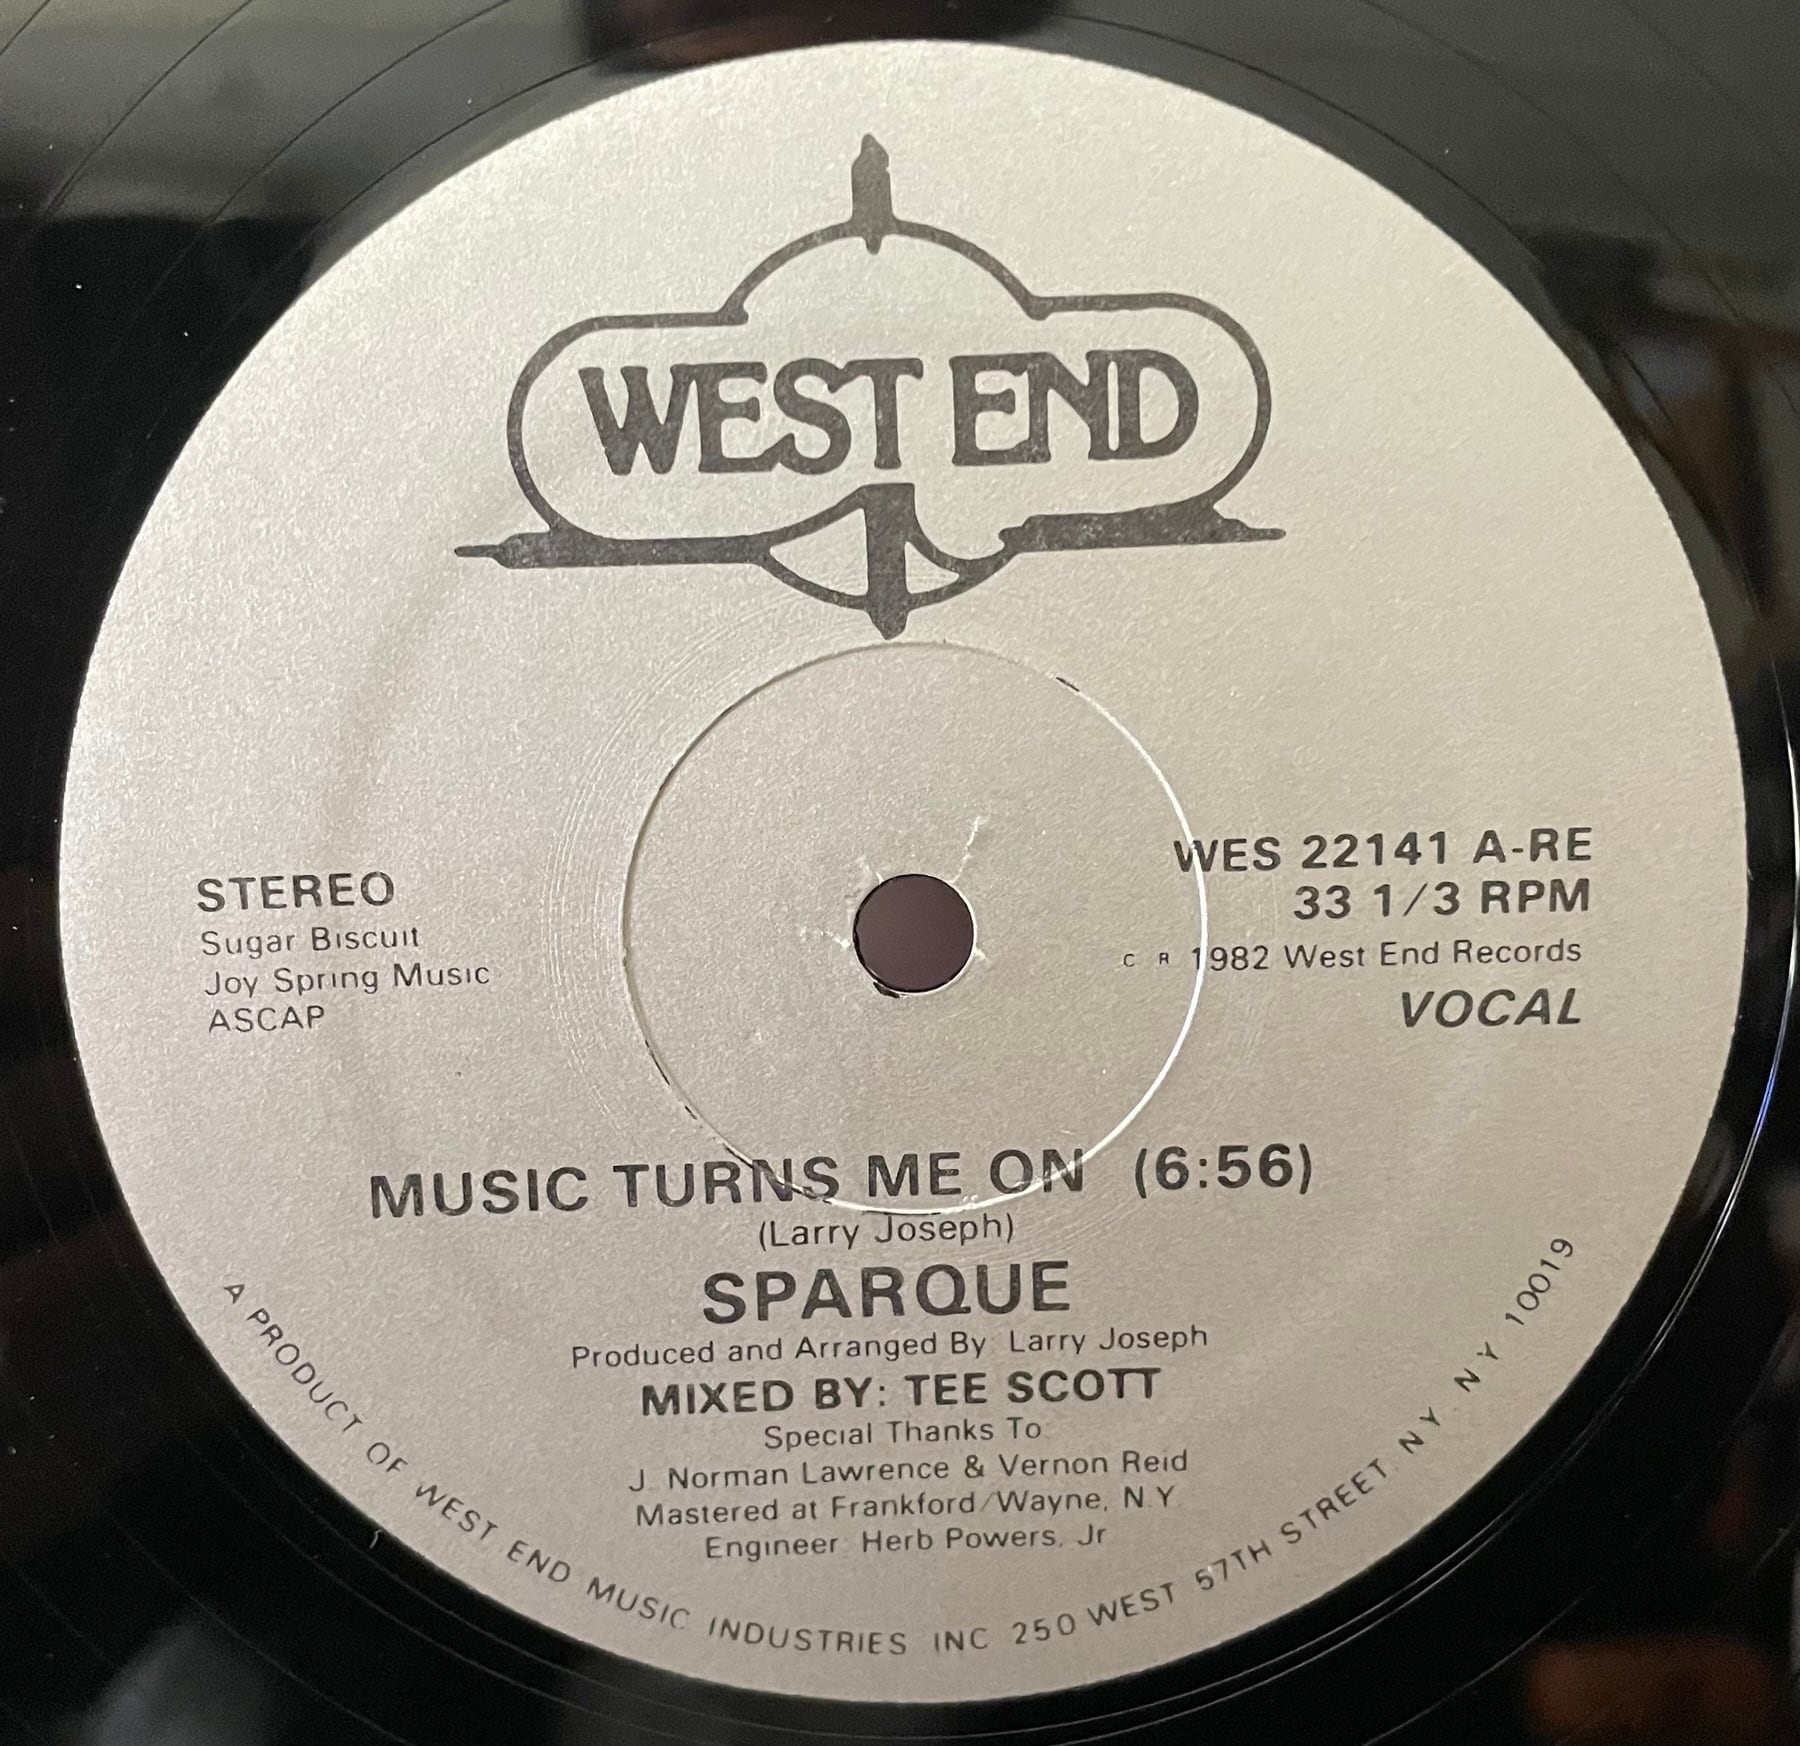 WEST END
STEREO
Sugar Biscuit
Joy Spring Music
ASCAP
WES 22141 A-RE
33 1/3 RPM
C R 1982 West End Records
VOCAL
MUSIC TURNS ME ON (6:56)
(Larry Joseph)
SPARQUE
Produced and Arranged By: Larry Joseph
MIXED BY: TEE SCOTT
Special Thanks To:
J. Norman Lawrence & Vernon Reid
Mastered at Frankford/Wayne, N.Y.
Engineer: Herb Powers, Jr.
A PRODUCT OF WEST END MUSIC INDUSTRIES INC 250 WEST 57TH STREET, N.Y., N.Y. 10019